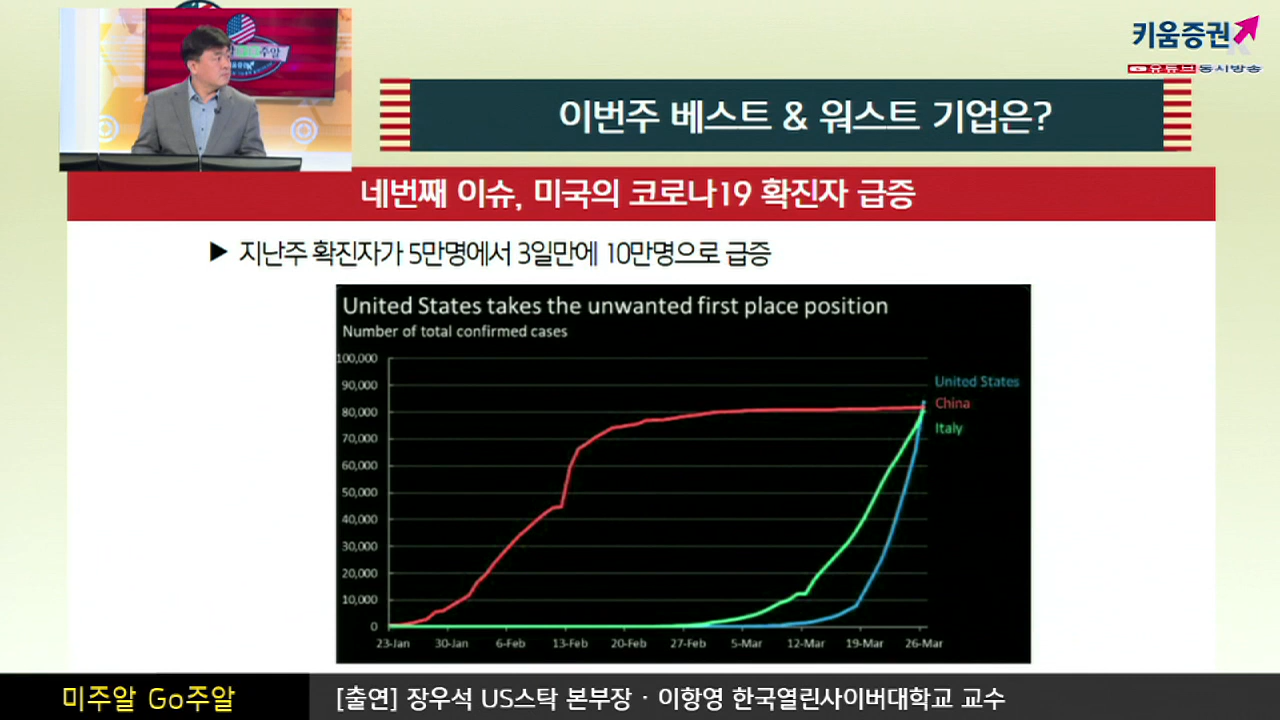 키움증권
유튜브 동시방송
주알
이번주 베스트 & 워스트 기업은?
네번째 이슈, 미국의 코로나19 확진자 급증
▶ 지난주 확진자가 5만명에서 3일만에 10만명으로 급증
United States takes the unwanted first place position
Number of total confirmed cases
100,000
90,000
80,000
70,000
60,000
50,000
40,000
30,000
20,000
10,000
0
United States
China
Italy
23-Jan 30-Jan 6-Feb 13-Feb 20-Feb 27-Feb 5-Mar 12-Mar 19-Mar 26-Mar
미주알 Go주알
[출연] 장우석 US스탁 본부장 · 이항영 한국열린사이버대학교 교수